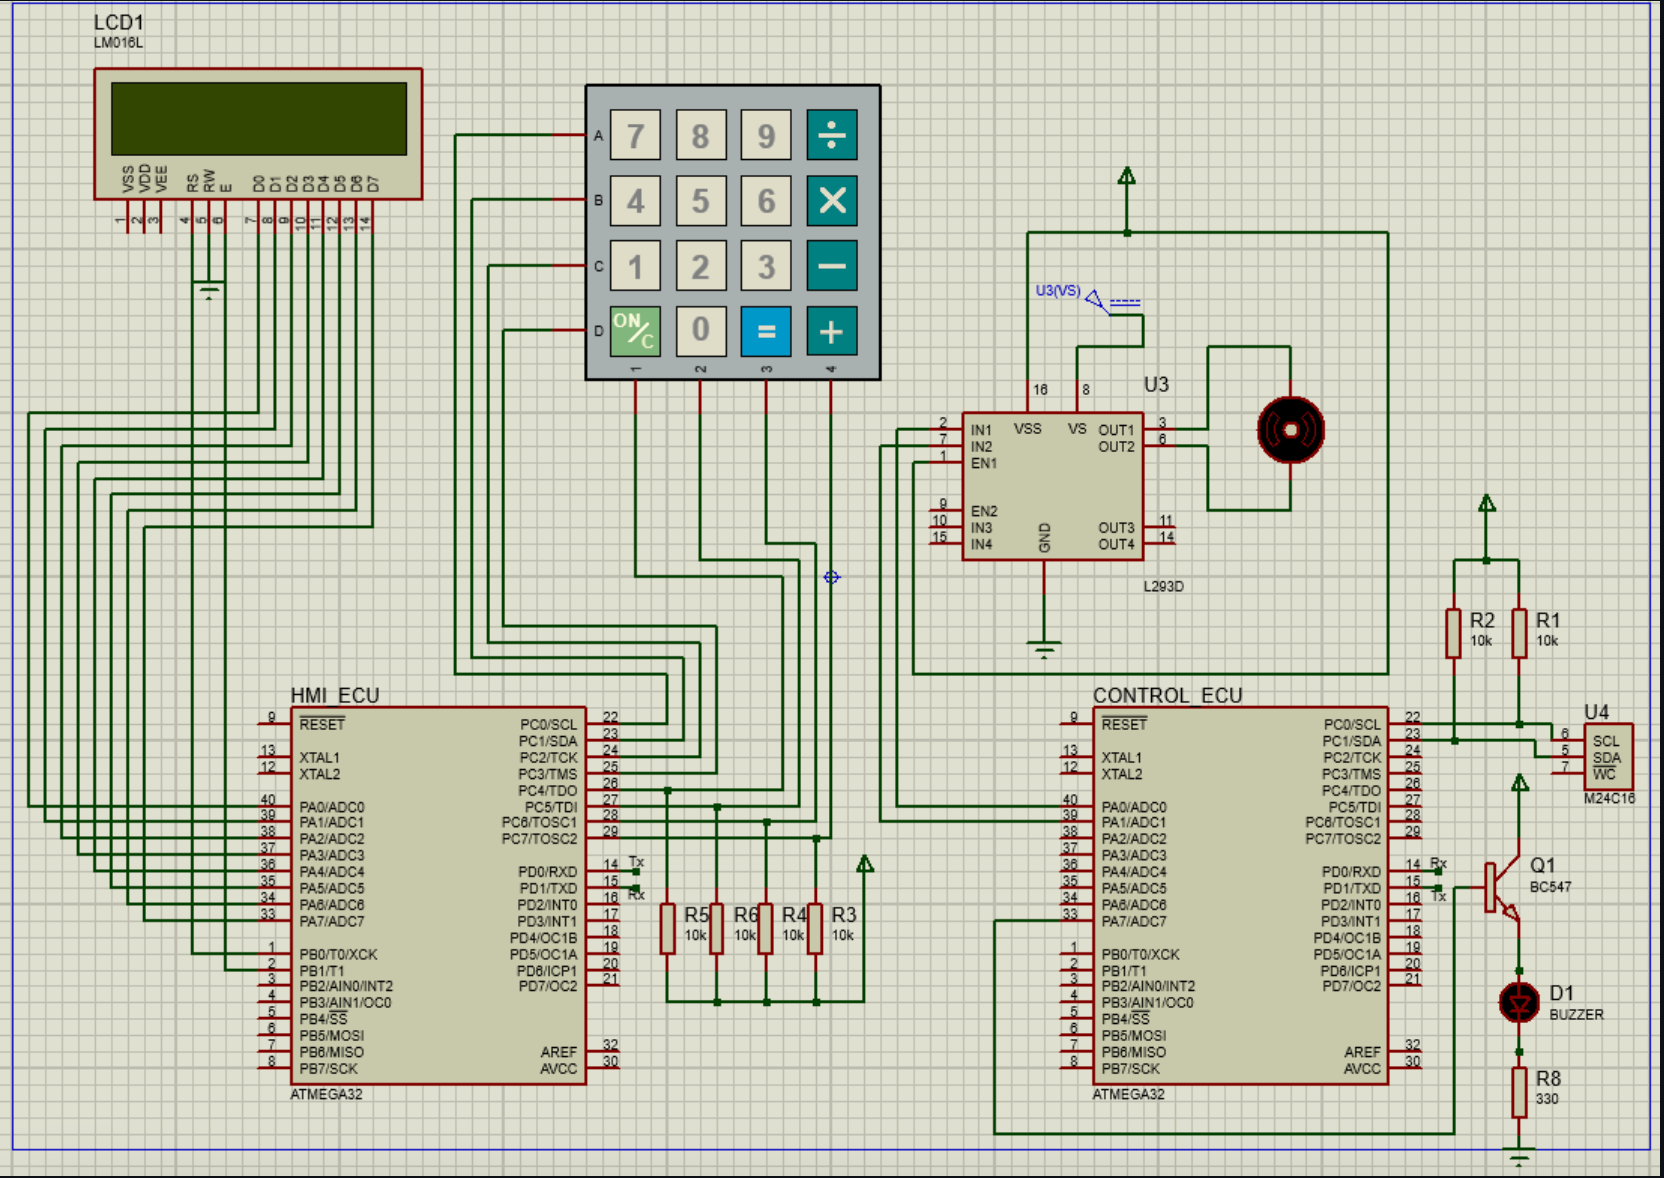 LCD1
LM016L
VSS VDD VEE RS RW E D0 D1 D2 D3 D4 D5 D6 D7
1 2 3 4 5 6 7 8 9 10 11 12 13 14
A 7 8 9 ÷
B 4 5 6 ×
C 1 2 3 −
D ON/C 0 = +
1 2 3 4
U3(VS)
U3
16 8
2 IN1 VSS VS OUT1 3
7 IN2 OUT2 6
1 EN1
9 EN2
10 IN3 OUT3 11
15 IN4 GND OUT4 14
L293D
R2
10k
R1
10k
HMI_ECU
9 RESET PC0/SCL 22
PC1/SDA 23
13 XTAL1 PC2/TCK 24
12 XTAL2 PC3/TMS 25
PC4/TDO 26
40 PA0/ADC0 PC5/TDI 27
39 PA1/ADC1 PC6/TOSC1 28
38 PA2/ADC2 PC7/TOSC2 29
37 PA3/ADC3
36 PA4/ADC4 PD0/RXD 14 Tx
35 PA5/ADC5 PD1/TXD 15 Rx
34 PA6/ADC6 PD2/INT0 16
33 PA7/ADC7 PD3/INT1 17
PD4/OC1B 18
1 PB0/T0/XCK PD5/OC1A 19
2 PB1/T1 PD6/ICP1 20
3 PB2/AIN0/INT2 PD7/OC2 21
4 PB3/AIN1/OC0
5 PB4/SS
6 PB5/MOSI
7 PB6/MISO AREF 32
8 PB7/SCK AVCC 30
ATMEGA32
R5
10k
R6
10k
R4
10k
R3
10k
CONTROL_ECU
9 RESET PC0/SCL 22
PC1/SDA 23
13 XTAL1 PC2/TCK 24
12 XTAL2 PC3/TMS 25
PC4/TDO 26
40 PA0/ADC0 PC5/TDI 27
39 PA1/ADC1 PC6/TOSC1 28
38 PA2/ADC2 PC7/TOSC2 29
37 PA3/ADC3
36 PA4/ADC4 PD0/RXD 14 Rx
35 PA5/ADC5 PD1/TXD 15 Tx
34 PA6/ADC6 PD2/INT0 16
33 PA7/ADC7 PD3/INT1 17
PD4/OC1B 18
1 PB0/T0/XCK PD5/OC1A 19
2 PB1/T1 PD6/ICP1 20
3 PB2/AIN0/INT2 PD7/OC2 21
4 PB3/AIN1/OC0
5 PB4/SS
6 PB5/MOSI
7 PB6/MISO AREF 32
8 PB7/SCK AVCC 30
ATMEGA32
U4
6 SCL
5 SDA
7 WC
M24C16
Q1
BC547
D1
BUZZER
R8
330